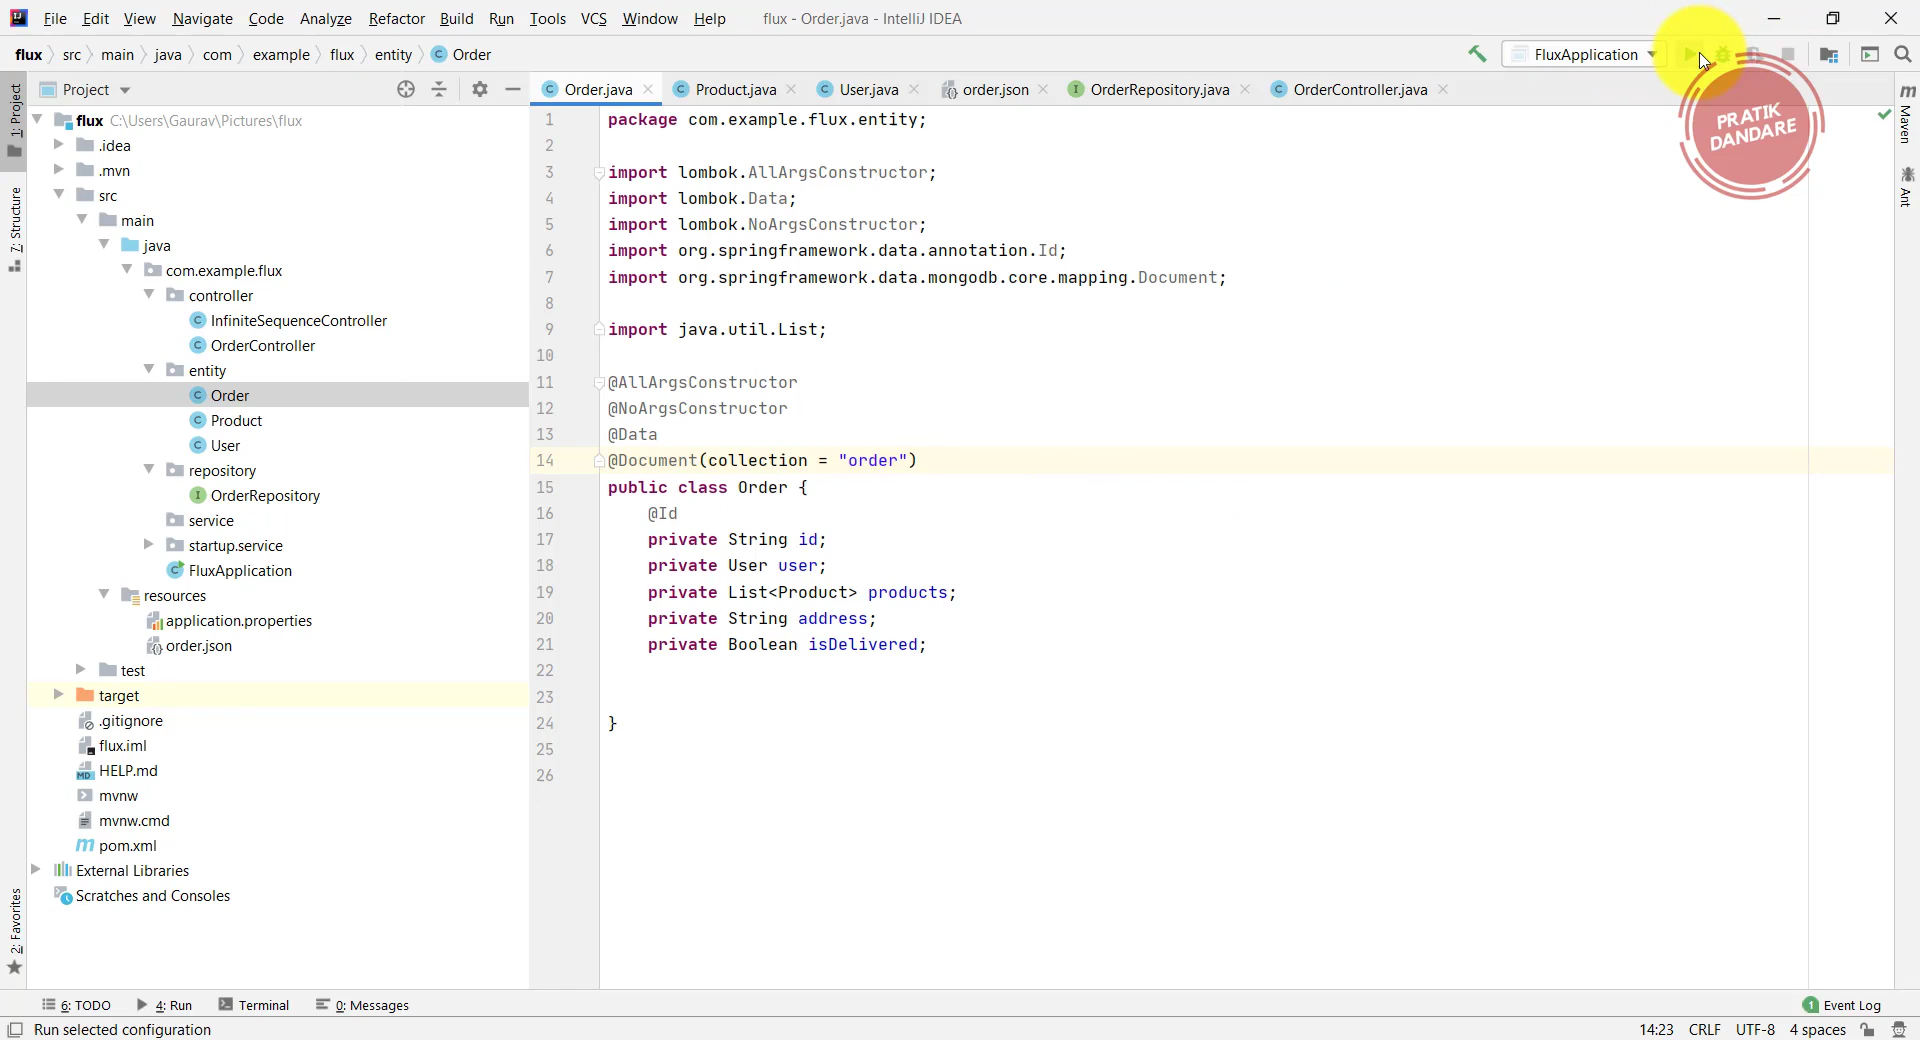 File Edit View Navigate Code Analyze Refactor Build Run Tools VCS Window Help flux - Order.java - IntelliJ IDEA
flux src main java com example flux entity Order FluxApplication
1: Project
7: Structure
2: Favorites
Project
flux C:\Users\Gaurav\Pictures\flux
.idea
.mvn
src
main
java
com.example.flux
controller
InfiniteSequenceController
OrderController
entity
Order
Product
User
repository
OrderRepository
service
startup.service
FluxApplication
resources
application.properties
order.json
test
target
.gitignore
flux.iml
HELP.md
mvnw
mvnw.cmd
pom.xml
External Libraries
Scratches and Consoles
Order.java Product.java User.java order.json OrderRepository.java OrderController.java
1 package com.example.flux.entity;
2
3 import lombok.AllArgsConstructor;
4 import lombok.Data;
5 import lombok.NoArgsConstructor;
6 import org.springframework.data.annotation.Id;
7 import org.springframework.data.mongodb.core.mapping.Document;
8
9 import java.util.List;
10
11 @AllArgsConstructor
12 @NoArgsConstructor
13 @Data
14 @Document(collection = "order")
15 public class Order {
16 @Id
17 private String id;
18 private User user;
19 private List<Product> products;
20 private String address;
21 private Boolean isDelivered;
22
23
24 }
25
26
PRATIK
DANDARE
Maven
Ant
6: TODO 4: Run Terminal 0: Messages 1 Event Log
Run selected configuration 14:23 CRLF UTF-8 4 spaces